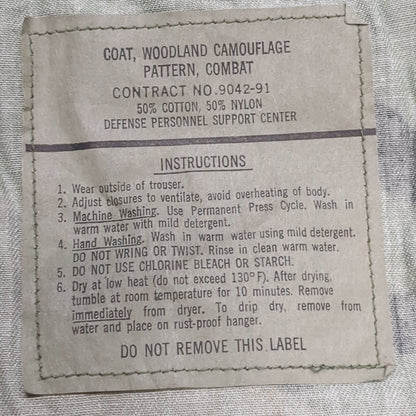 COAT, WOODLAND CAMOUFLAGE
PATTERN, COMBAT
CONTRACT NO.9042-91
50% COTTON, 50% NYLON
DEFENSE PERSONNEL SUPPORT CENTER
INSTRUCTIONS
1. Wear outside of trouser.
2. Adjust closures to ventilate, avoid overheating of body.
3. Machine Washing. Use Permanent Press Cycle. Wash in
warm water with mild detergent.
4. Hand Washing. Wash in warm water using mild detergent.
DO NOT WRING OR TWIST. Rinse in clean warm water.
5. DO NOT USE CHLORINE BLEACH OR STARCH.
6. Dry at low heat (do not exceed 130°F). After drying,
tumble at room temperature for 10 minutes. Remove
immediately from dryer. To drip dry, remove from
water and place on rust-proof hanger.
DO NOT REMOVE THIS LABEL